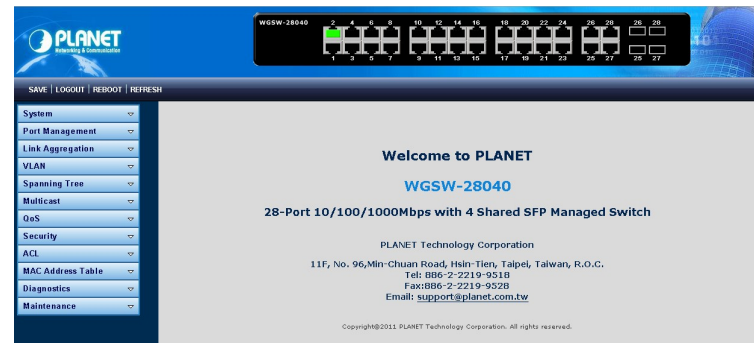 PLANET
Networking & Communication
WGSW-28040
2 4 6 8 10 12 14 16 18 20 22 24 26 28 26 28
1 3 5 7 9 11 13 15 17 19 21 23 25 27 25 27
SAVE | LOGOUT | REBOOT | REFRESH
System
Port Management
Link Aggregation
VLAN
Spanning Tree
Multicast
QoS
Security
ACL
MAC Address Table
Diagnostics
Maintenance
Welcome to PLANET
WGSW-28040
28-Port 10/100/1000Mbps with 4 Shared SFP Managed Switch
PLANET Technology Corporation
11F, No. 96,Min-Chuan Road, Hsin-Tien, Taipei, Taiwan, R.O.C.
Tel: 886-2-2219-9518
Fax:886-2-2219-9528
Email: support@planet.com.tw
Copyright@2011 PLANET Technology Corporation. All rights reserved.